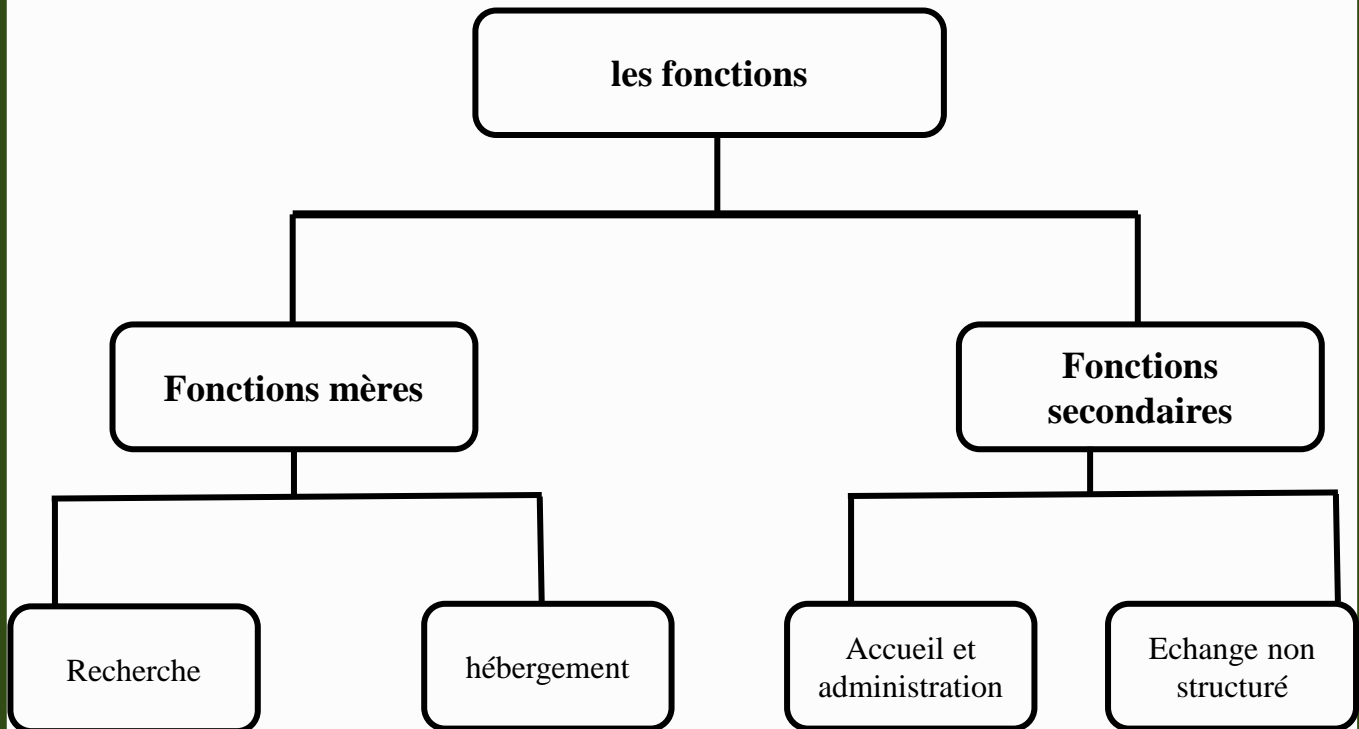 les fonctions
Fonctions mères
Fonctions
secondaires
Recherche
hébergement
Accueil et
administration
Echange non
structuré